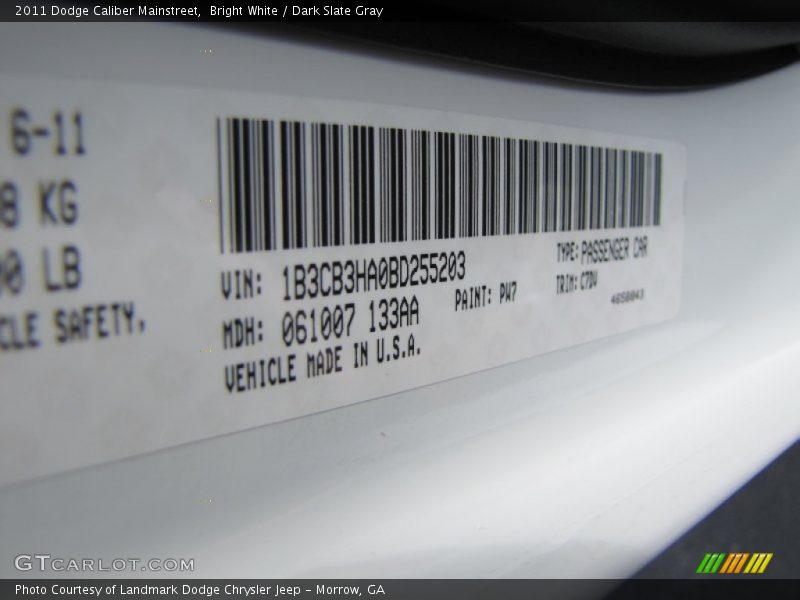 2011 Dodge Caliber Mainstreet, Bright White / Dark Slate Gray
6-11
8 KG
0 LB
CLE SAFETY,
VIN: 1B3CB3HA0BD255203
TYPE: PASSENGER CAR
MDH: 061007 133AA
PAINT: PW7
TRIM: C7DV
4650043
VEHICLE MADE IN U.S.A.
GTCARLOT.COM
Photo Courtesy of Landmark Dodge Chrysler Jeep - Morrow, GA